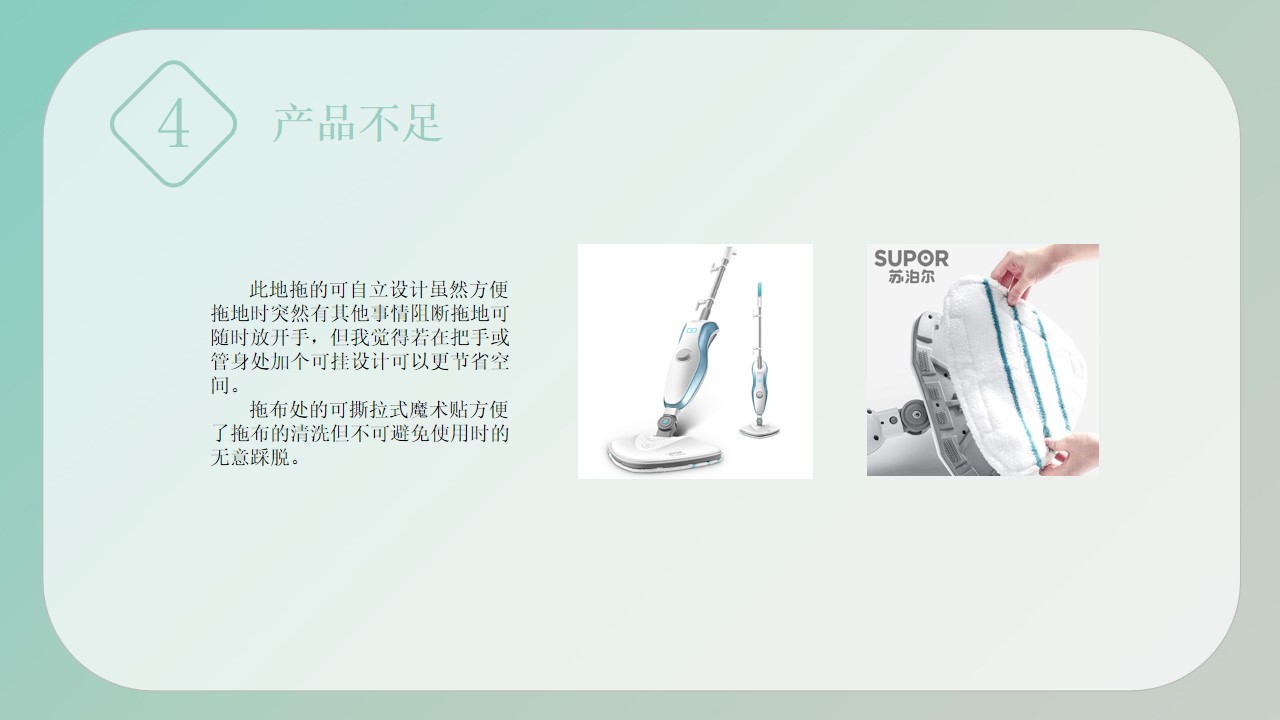 4
产品不足
此地拖的可自立设计虽然方便
拖地时突然有其他事情阻断拖地可
随时放开手，但我觉得若在把手或
管身处加个可挂设计可以更节省空
间。
拖布处的可撕拉式魔术贴方便
了拖布的清洗但不可避免使用时的
无意踩脱。
SUPOR
苏泊尔